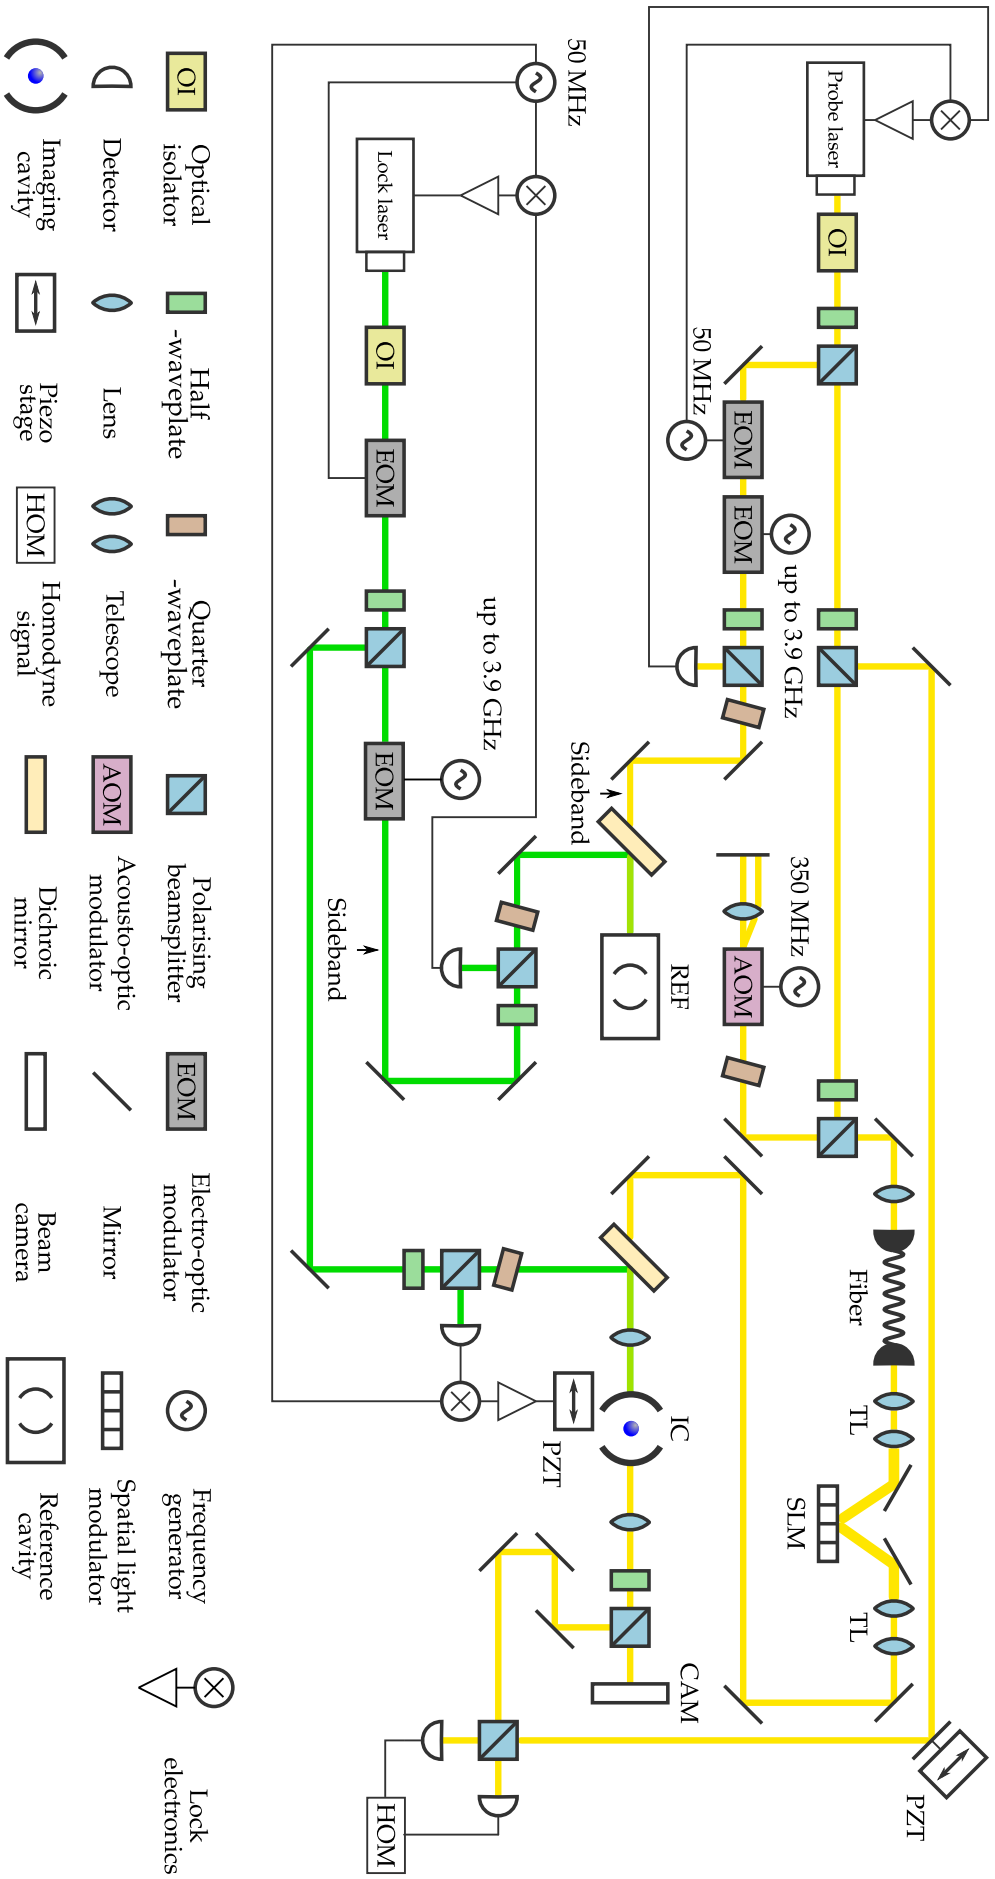 Probe laser
OI
50 MHz
EOM
EOM
up to 3.9 GHz
Sideband
350 MHz
AOM
REF
Fiber
TL
SLM
TL
PZT
IC
PZT
CAM
HOM
50 MHz
Lock laser
OI
EOM
up to 3.9 GHz
EOM
Sideband
OI
Optical
isolator
Half
-waveplate
Quarter
-waveplate
Polarising
beamsplitter
EOM
Electro-optic
modulator
Frequency
generator
Lock
electronics
Detector
Lens
Telescope
AOM
Acousto-optic
modulator
Mirror
Spatial light
modulator
Imaging
cavity
Piezo
stage
HOM
Homodyne
signal
Dichroic
mirror
Beam
camera
Reference
cavity